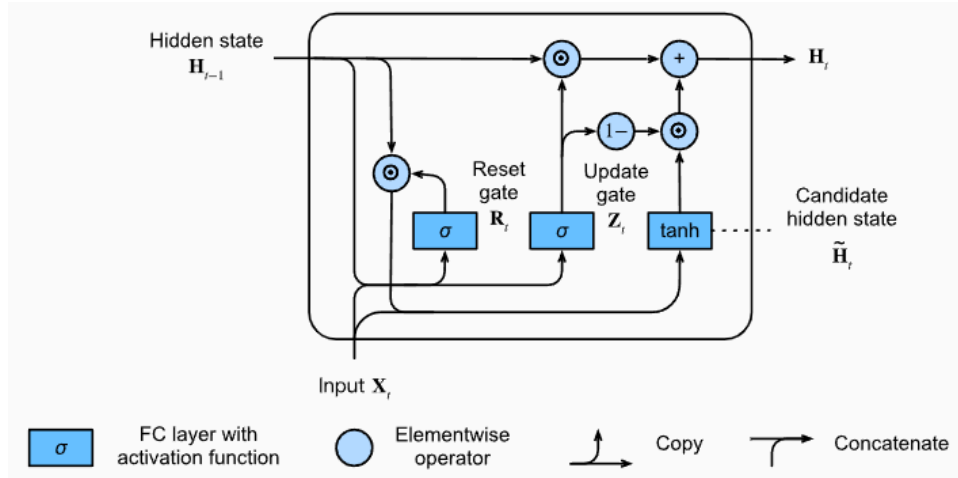 Hidden state
H_{t−1}
H_t
1−
Reset
gate
R_t
Update
gate
Z_t
Candidate
hidden state
H̃_t
σ
σ
tanh
Input X_t
σ
FC layer with
activation function
Elementwise
operator
Copy
Concatenate